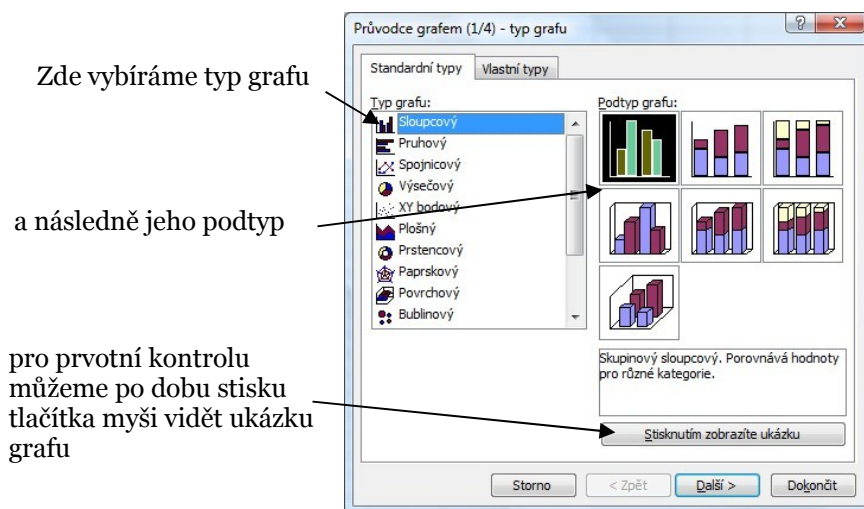 Průvodce grafem (1/4) - typ grafu
Standardní typy
Vlastní typy
Zde vybíráme typ grafu
Typ grafu:
Sloupcový
Pruhový
Spojnicový
Výsečový
XY bodový
Plošný
Prstencový
Paprskový
Povrchový
Bublinový
Podtyp grafu:
a následně jeho podtyp
pro prvotní kontrolu
můžeme po dobu stisku
tlačítka myši vidět ukázku
grafu
Skupinový sloupcový. Porovnává hodnoty
pro různé kategorie.
Stisknutím zobrazíte ukázku
Storno
< Zpět
Další >
Dokončit